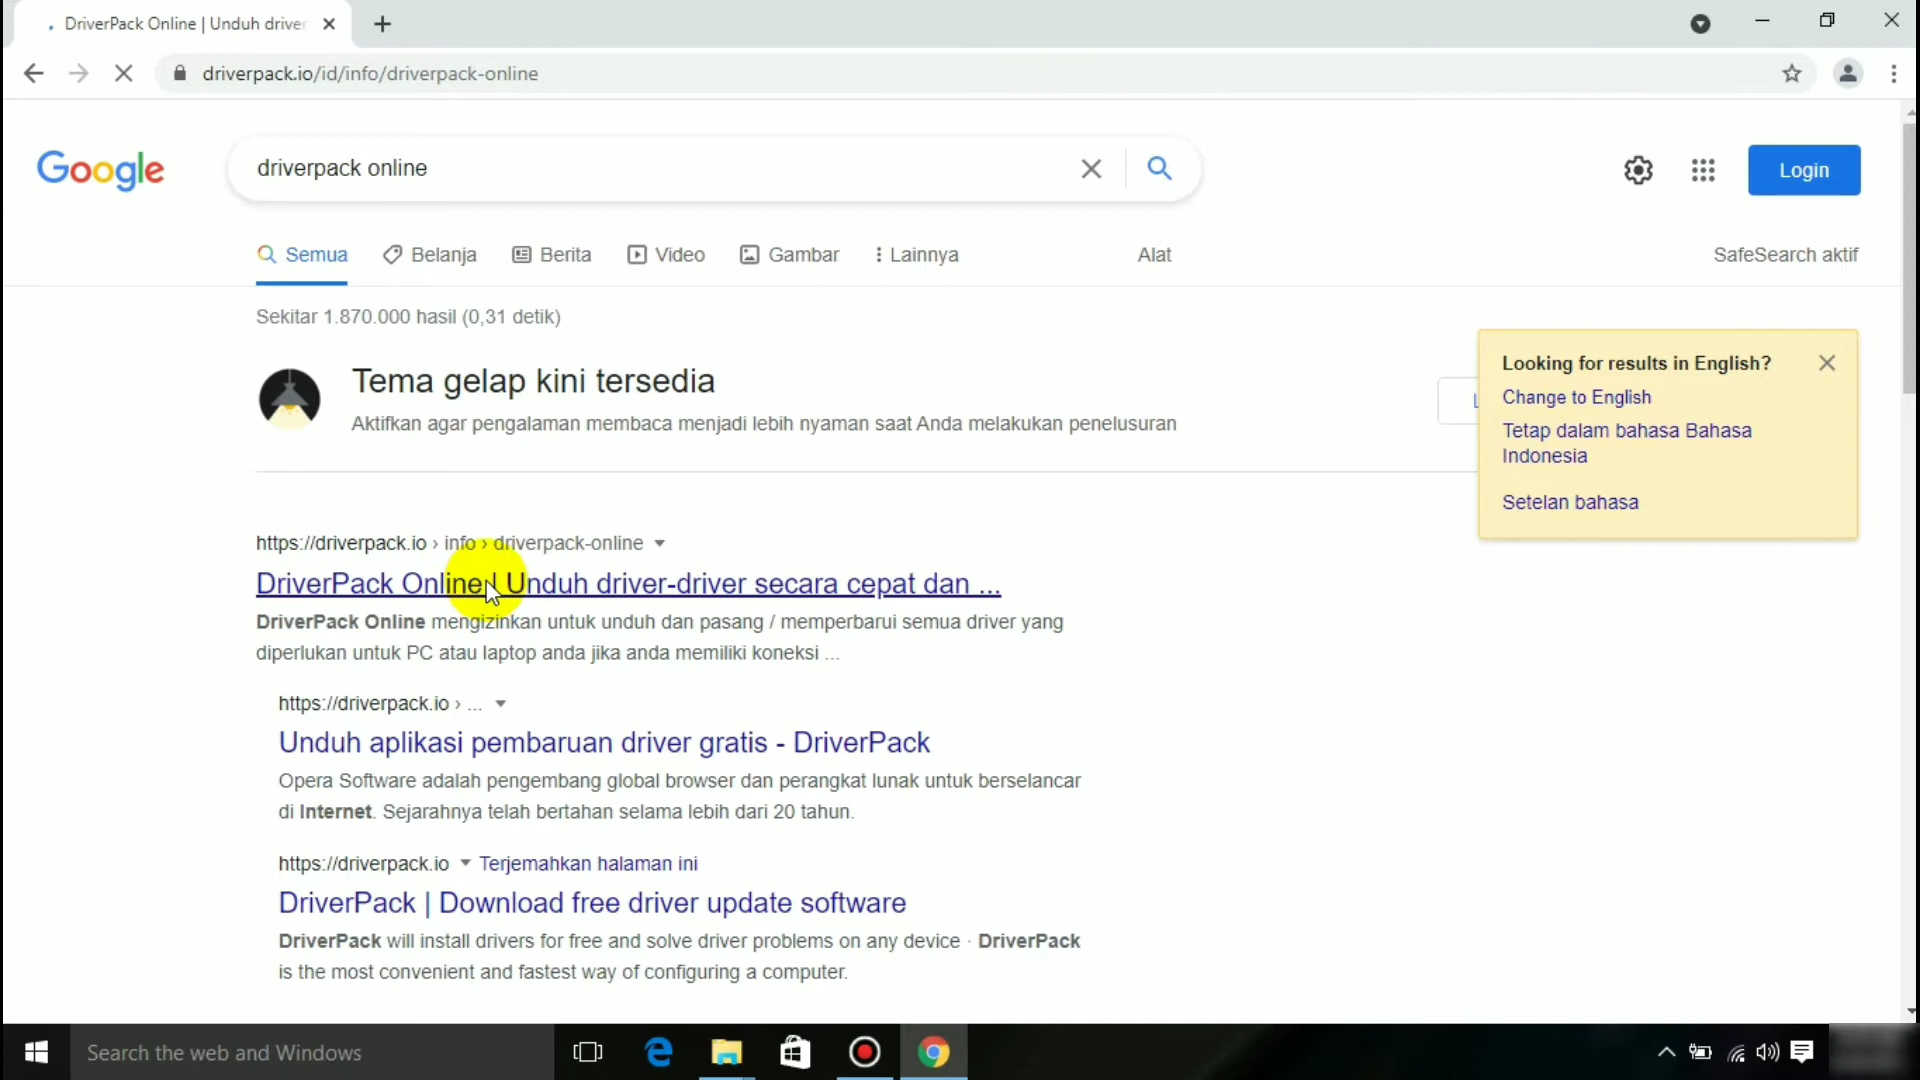 DriverPack Online | Unduh driver
driverpack.io/id/info/driverpack-online
Google
driverpack online
Login
Semua
Belanja
Berita
Video
Gambar
Lainnya
Alat
SafeSearch aktif
Sekitar 1.870.000 hasil (0,31 detik)
Tema gelap kini tersedia
Aktifkan agar pengalaman membaca menjadi lebih nyaman saat Anda melakukan penelusuran
Looking for results in English?
Change to English
Tetap dalam bahasa Bahasa
Indonesia
Setelan bahasa
https://driverpack.io › info › driverpack-online
DriverPack Online | Unduh driver-driver secara cepat dan ...
DriverPack Online mengizinkan untuk unduh dan pasang / memperbarui semua driver yang
diperlukan untuk PC atau laptop anda jika anda memiliki koneksi ...
https://driverpack.io › ...
Unduh aplikasi pembaruan driver gratis - DriverPack
Opera Software adalah pengembang global browser dan perangkat lunak untuk berselancar
di Internet. Sejarahnya telah bertahan selama lebih dari 20 tahun.
https://driverpack.io
Terjemahkan halaman ini
DriverPack | Download free driver update software
DriverPack will install drivers for free and solve driver problems on any device · DriverPack
is the most convenient and fastest way of configuring a computer.
Search the web and Windows